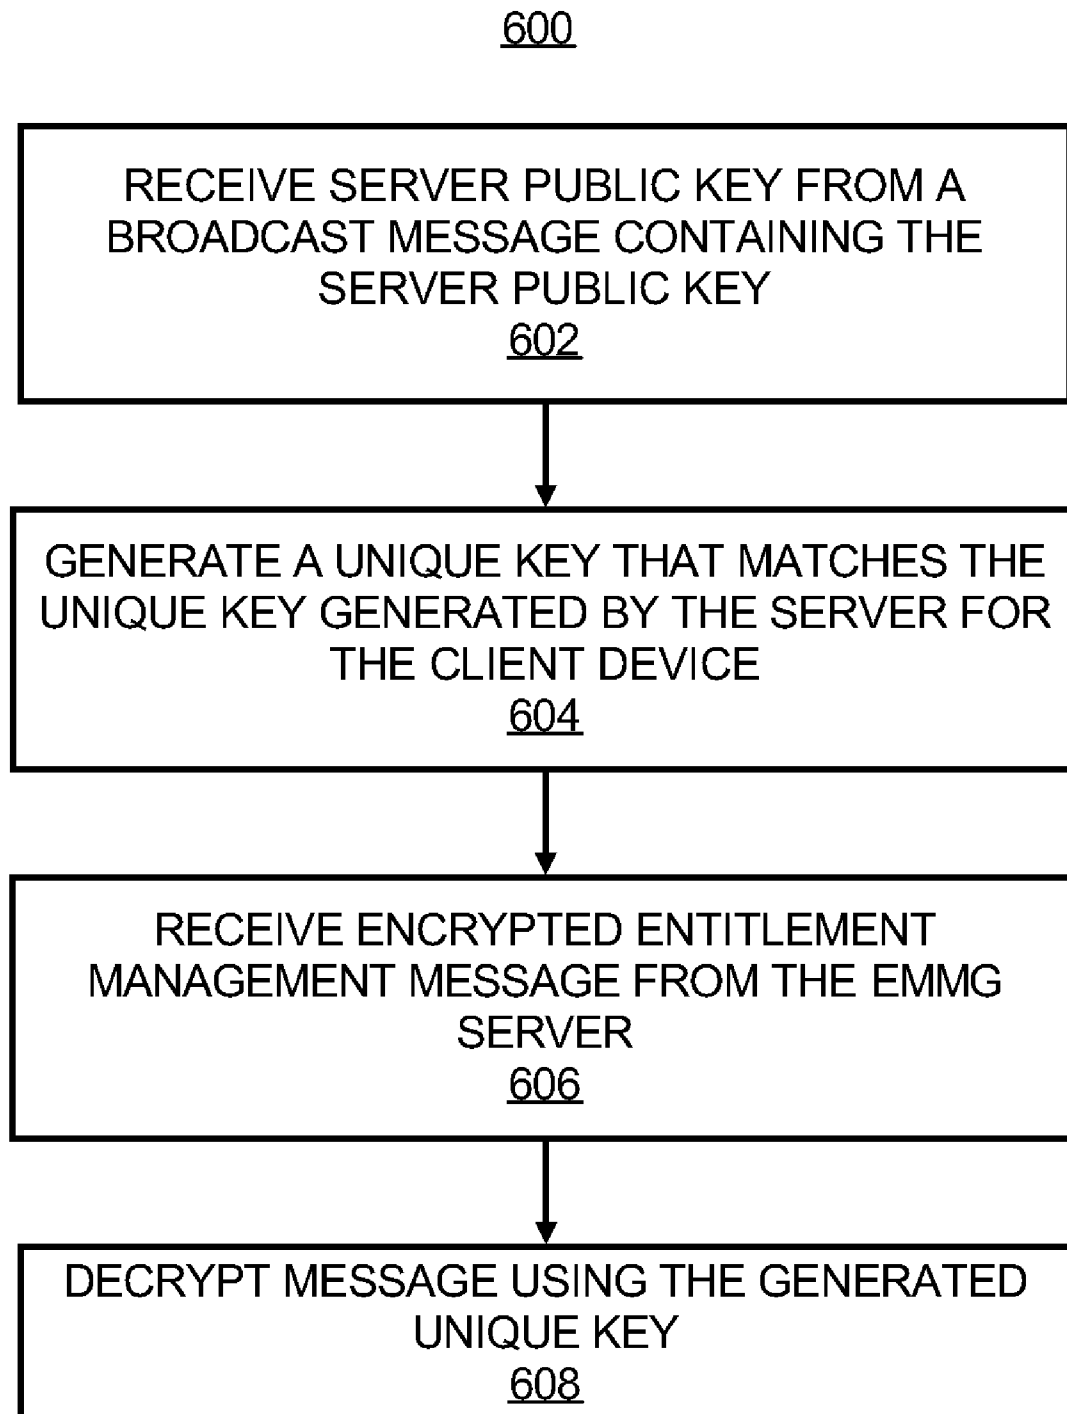 600
RECEIVE SERVER PUBLIC KEY FROM A
BROADCAST MESSAGE CONTAINING THE
SERVER PUBLIC KEY
602
GENERATE A UNIQUE KEY THAT MATCHES THE
UNIQUE KEY GENERATED BY THE SERVER FOR
THE CLIENT DEVICE
604
RECEIVE ENCRYPTED ENTITLEMENT
MANAGEMENT MESSAGE FROM THE EMMG
SERVER
606
DECRYPT MESSAGE USING THE GENERATED
UNIQUE KEY
608